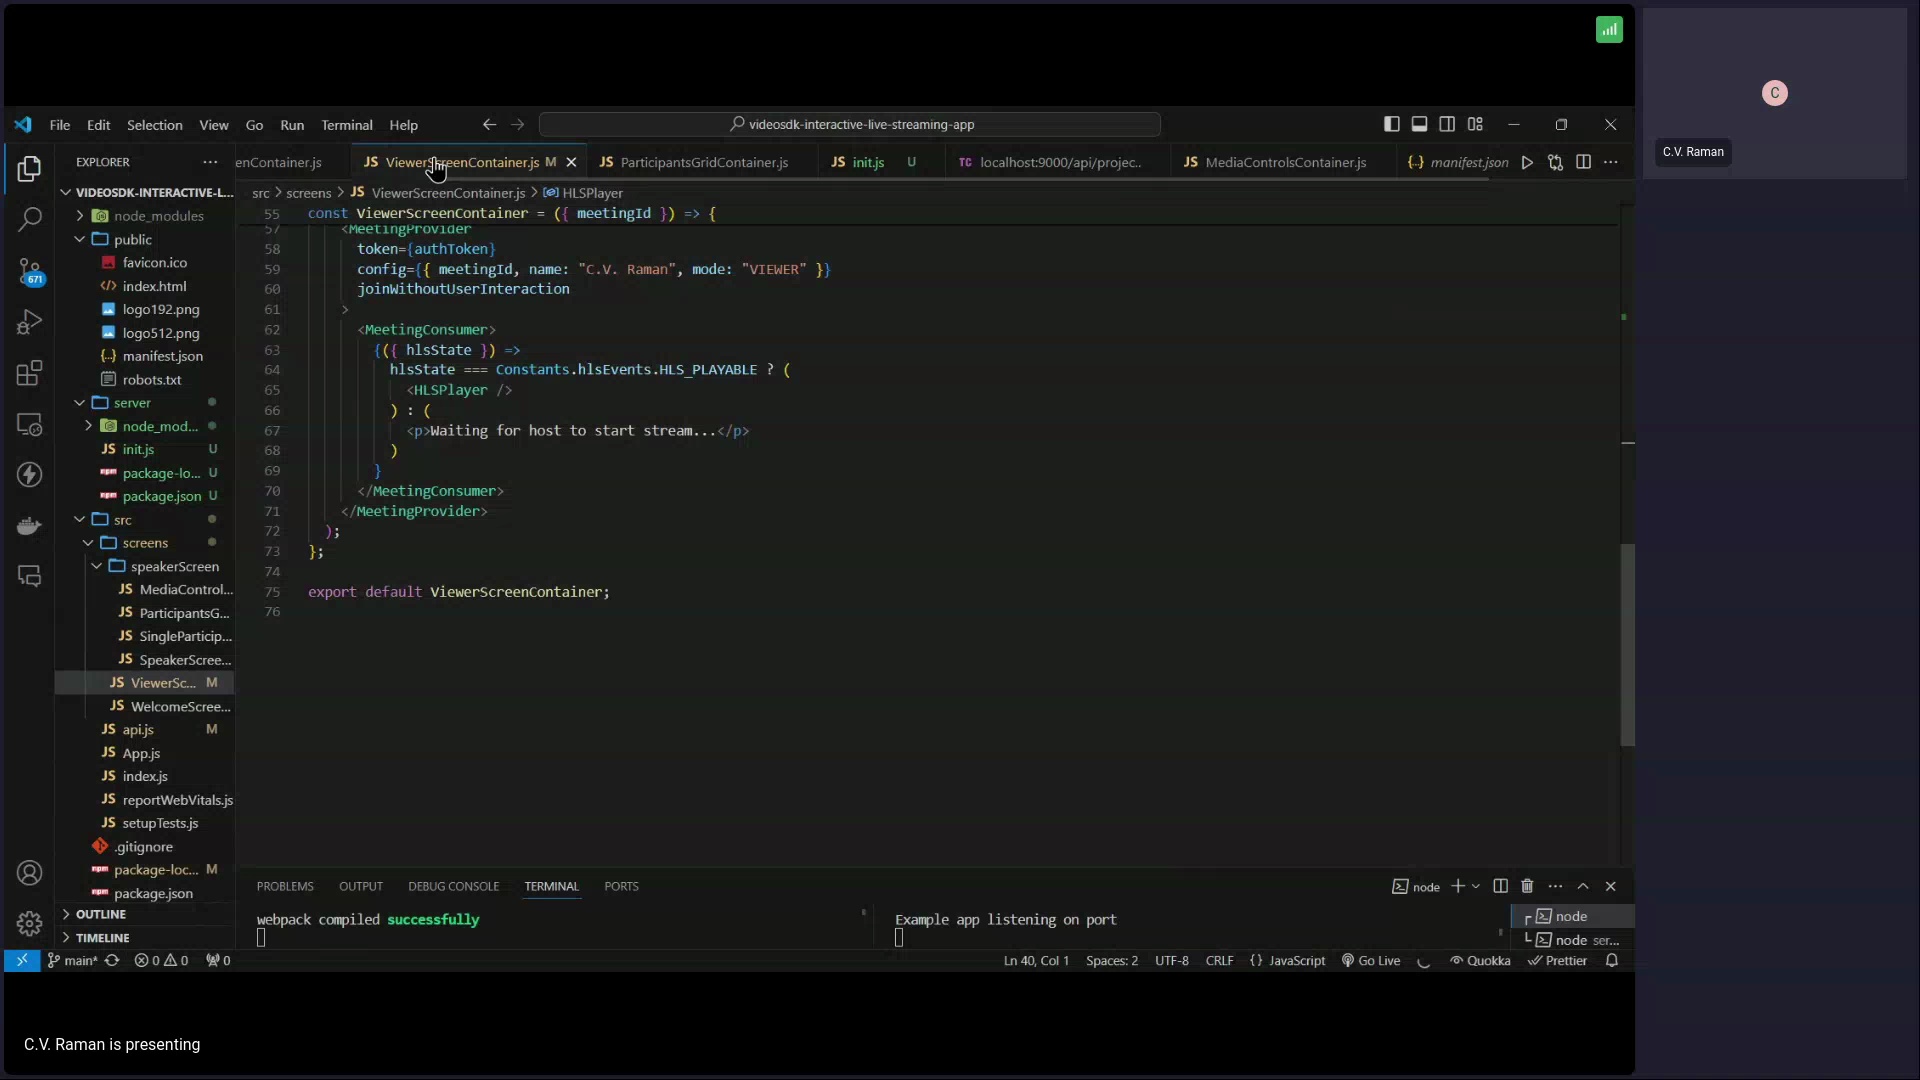 File Edit Selection View Go Run Terminal Help
videosdk-interactive-live-streaming-app
EXPLORER
enContainer.js
ViewerScreenContainer.js M
ParticipantsGridContainer.js
init.js U
TC localhost:9000/api/projec..
MediaControlsContainer.js
manifest.json
VIDEOSDK-INTERACTIVE-L...
src > screens > JS ViewerScreenContainer.js > HLSPlayer
node_modules
public
favicon.ico
index.html
logo192.png
logo512.png
manifest.json
robots.txt
server
node_mod...
init.js U
package-lo... U
package.json U
src
screens
speakerScreen
MediaControl...
ParticipantsG...
SingleParticip...
SpeakerScree...
ViewerSc... M
WelcomeScree...
api.js M
App.js
index.js
reportWebVitals.js
setupTests.js
.gitignore
package-loc... M
package.json
OUTLINE
TIMELINE
671
55 const ViewerScreenContainer = ({ meetingId }) => {
57 <MeetingProvider
58 token={authToken}
59 config={{ meetingId, name: "C.V. Raman", mode: "VIEWER" }}
60 joinWithoutUserInteraction
61 >
62 <MeetingConsumer>
63 {({ hlsState }) =>
64 hlsState === Constants.hlsEvents.HLS_PLAYABLE ? (
65 <HLSPlayer />
66 ) : (
67 <p>Waiting for host to start stream...</p>
68 )
69 }
70 </MeetingConsumer>
71 </MeetingProvider>
72 );
73 };
74
75 export default ViewerScreenContainer;
76
PROBLEMS OUTPUT DEBUG CONSOLE TERMINAL PORTS
node
webpack compiled successfully
Example app listening on port
node
node ser...
main* 0 0 0
Ln 40, Col 1 Spaces: 2 UTF-8 CRLF {} JavaScript Go Live Quokka Prettier
C.V. Raman is presenting
C
C.V. Raman